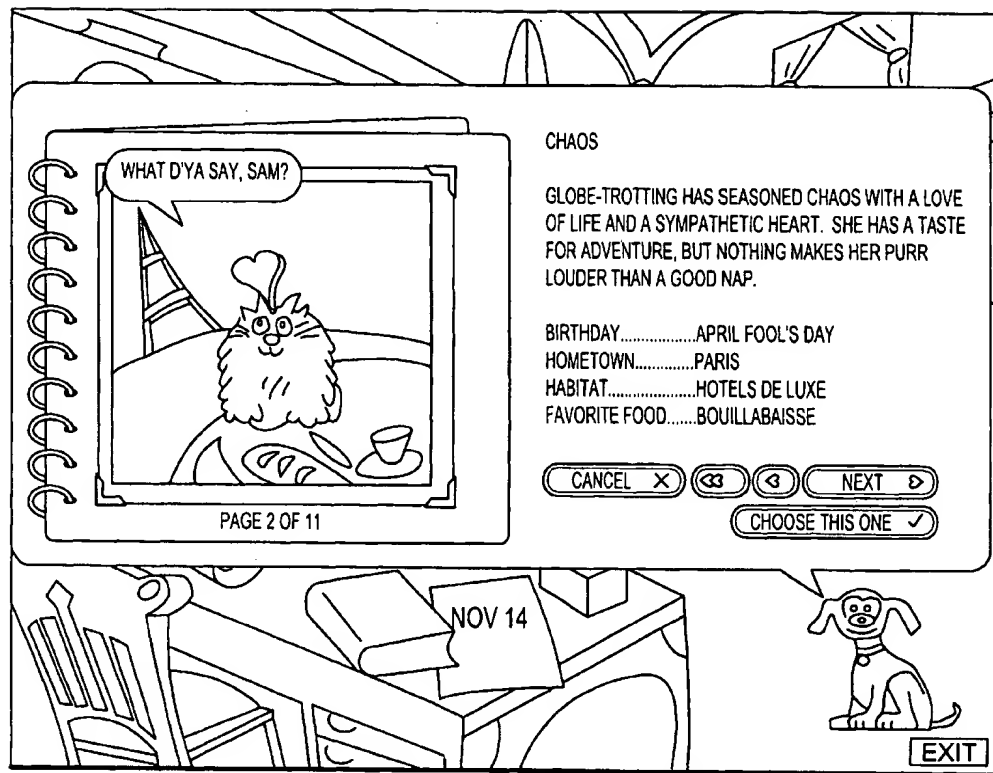 WHAT D'YA SAY, SAM?
PAGE 2 OF 11
CHAOS
GLOBE-TROTTING HAS SEASONED CHAOS WITH A LOVE
OF LIFE AND A SYMPATHETIC HEART. SHE HAS A TASTE
FOR ADVENTURE, BUT NOTHING MAKES HER PURR
LOUDER THAN A GOOD NAP.
BIRTHDAY..................APRIL FOOL'S DAY
HOMETOWN.............PARIS
HABITAT.....................HOTELS DE LUXE
FAVORITE FOOD.......BOUILLABAISSE
CANCEL X NEXT
CHOOSE THIS ONE ✓
NOV 14
EXIT